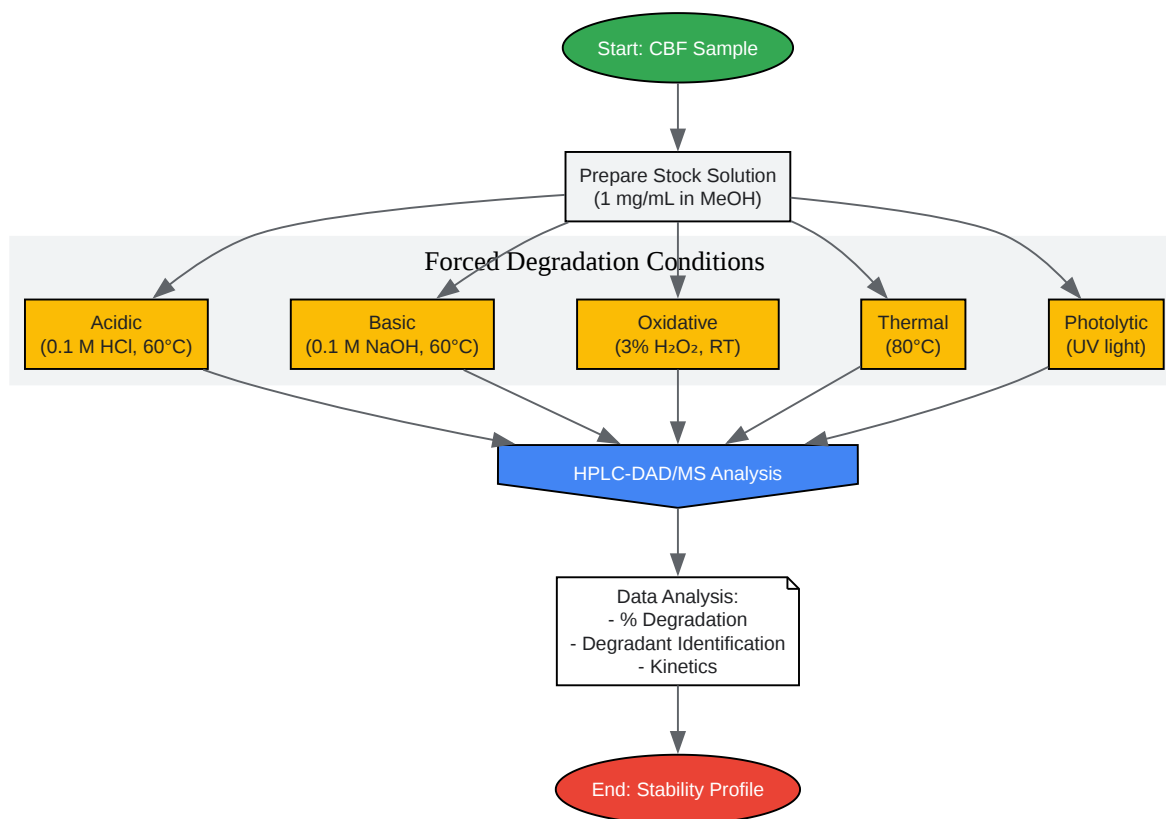 Start: CBF Sample
Prepare Stock Solution
(1 mg/mL in MeOH)
Forced Degradation Conditions
Acidic
(0.1 M HCl, 60°C)
Basic
(0.1 M NaOH, 60°C)
Oxidative
(3% H₂O₂, RT)
Thermal
(80°C)
Photolytic
(UV light)
HPLC-DAD/MS Analysis
Data Analysis:
- % Degradation
- Degradant Identification
- Kinetics
End: Stability Profile